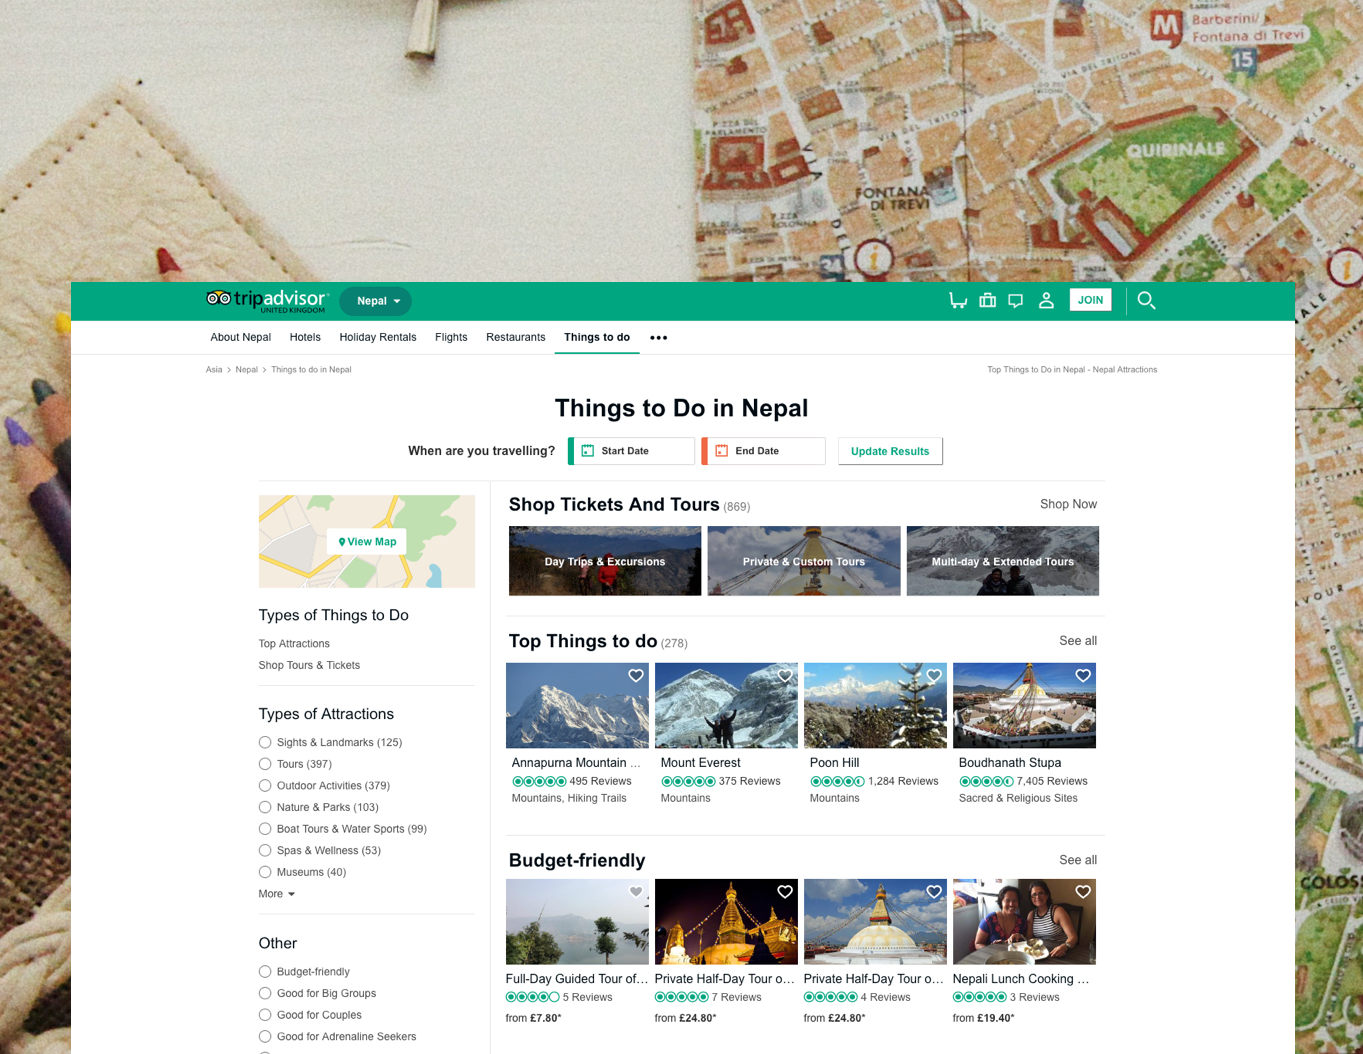 Barberini/
M
Fontana di Trevi
15
VIA DEL TRITONE
QUIRINALE
PARLAMENTO
FONTANA
DI TREVI
tripadvisor
UNITED KINGDOM
Nepal
JOIN
About Nepal Hotels Holiday Rentals Flights Restaurants Things to do •••
Asia > Nepal > Things to do in Nepal
Top Things to Do in Nepal - Nepal Attractions
Things to Do in Nepal
When are you travelling? Start Date End Date Update Results
View Map
Types of Things to Do
Top Attractions
Shop Tours & Tickets
Types of Attractions
Sights & Landmarks (125)
Tours (397)
Outdoor Activities (379)
Nature & Parks (103)
Boat Tours & Water Sports (99)
Spas & Wellness (53)
Museums (40)
More
Other
Budget-friendly
Good for Big Groups
Good for Couples
Good for Adrenaline Seekers
Shop Tickets And Tours (869)
Shop Now
Day Trips & Excursions
Private & Custom Tours
Multi-day & Extended Tours
Top Things to do (278)
See all
Annapurna Mountain ...
495 Reviews
Mountains, Hiking Trails
Mount Everest
375 Reviews
Mountains
Poon Hill
1,284 Reviews
Mountains
Boudhanath Stupa
7,405 Reviews
Sacred & Religious Sites
Budget-friendly
See all
Full-Day Guided Tour of...
5 Reviews
from £7.80*
Private Half-Day Tour o...
7 Reviews
from £24.80*
Private Half-Day Tour o...
4 Reviews
from £24.80*
Nepali Lunch Cooking ...
3 Reviews
from £19.40*
COLOS